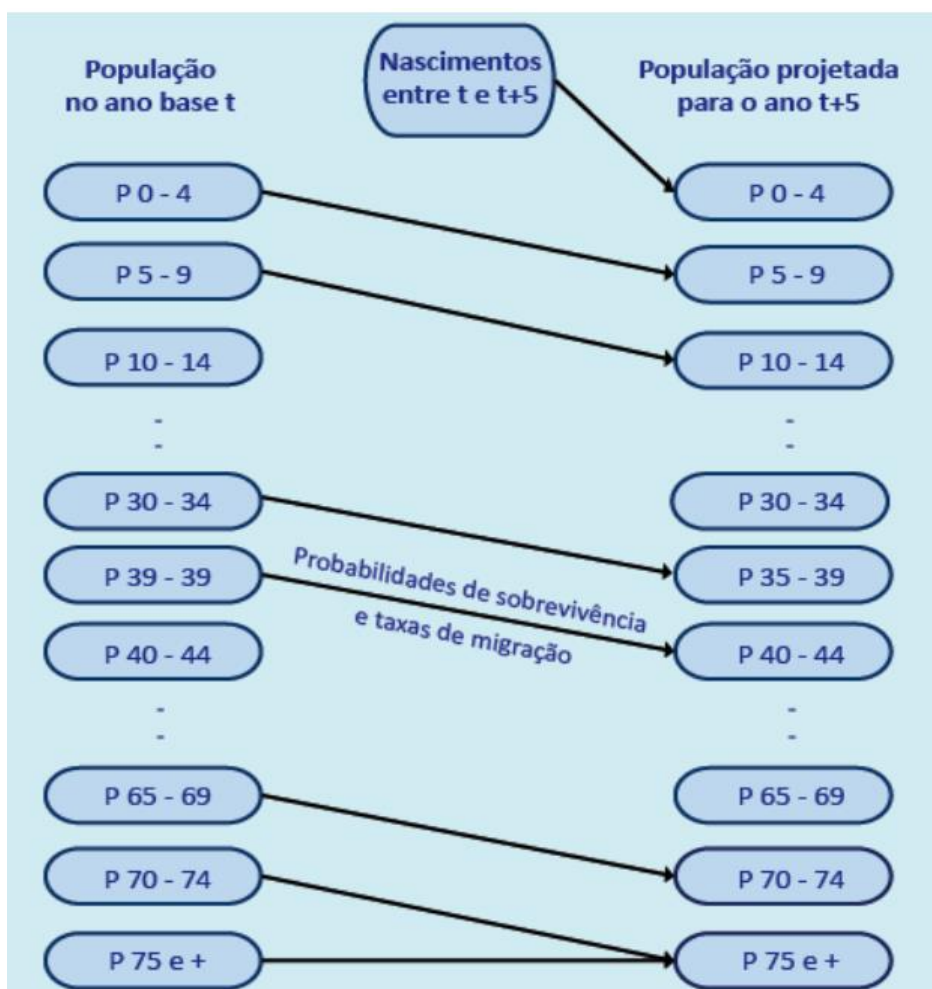 População
no ano base t
Nascimentos
entre t e t+5
População projetada
para o ano t+5
P 0 - 4
P 0 - 4
P 5 - 9
P 5 - 9
P 10 - 14
P 10 - 14
-
-
-
-
P 30 - 34
P 30 - 34
P 39 - 39
P 35 - 39
Probabilidades de sobrevivência
e taxas de migração
P 40 - 44
P 40 - 44
-
-
-
-
P 65 - 69
P 65 - 69
P 70 - 74
P 70 - 74
P 75 e +
P 75 e +